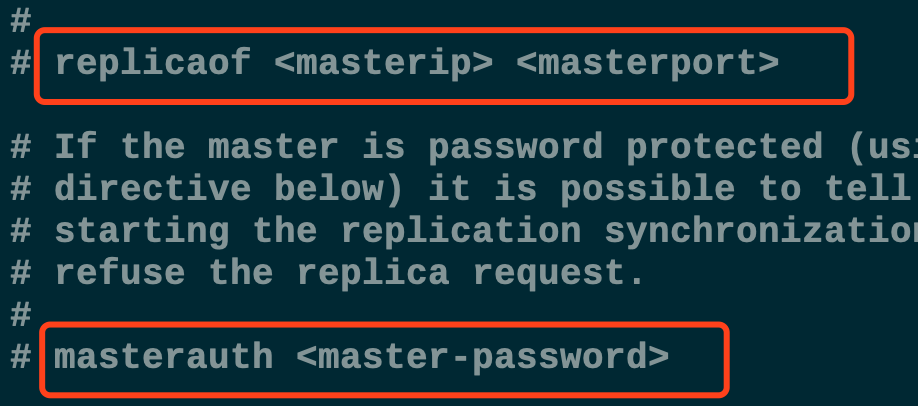 #
# replicaof <masterip> <masterport>
# If the master is password protected (usi
# directive below) it is possible to tell
# starting the replication synchronization
# refuse the replica request.
#
# masterauth <master-password>